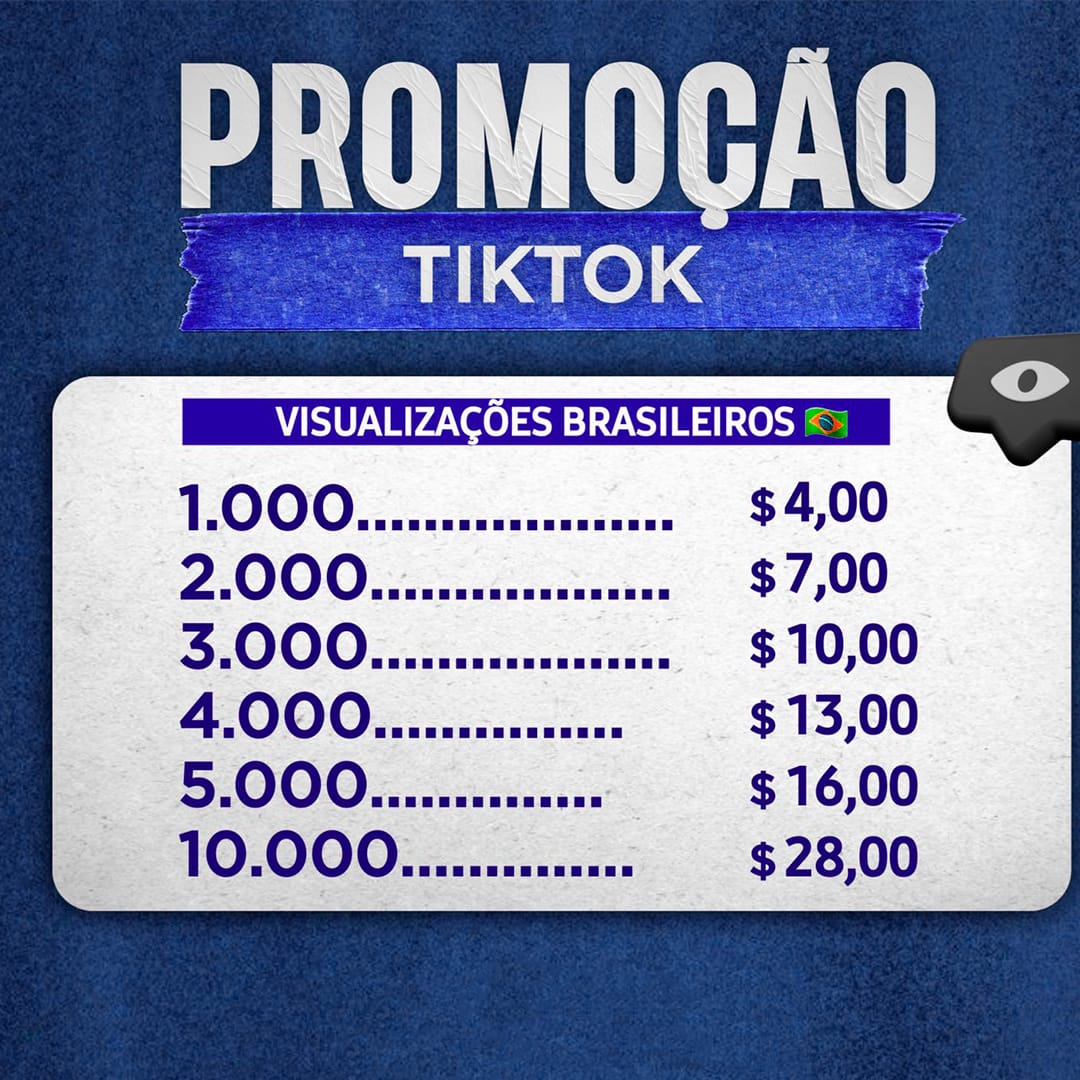 PROMOÇÃO
TIKTOK
VISUALIZAÇÕES BRASILEIROS 🇧🇷
1.000................... $ 4,00
2.000.................. $ 7,00
3.000.................. $ 10,00
4.000............... $ 13,00
5.000.............. $ 16,00
10.000.............. $ 28,00